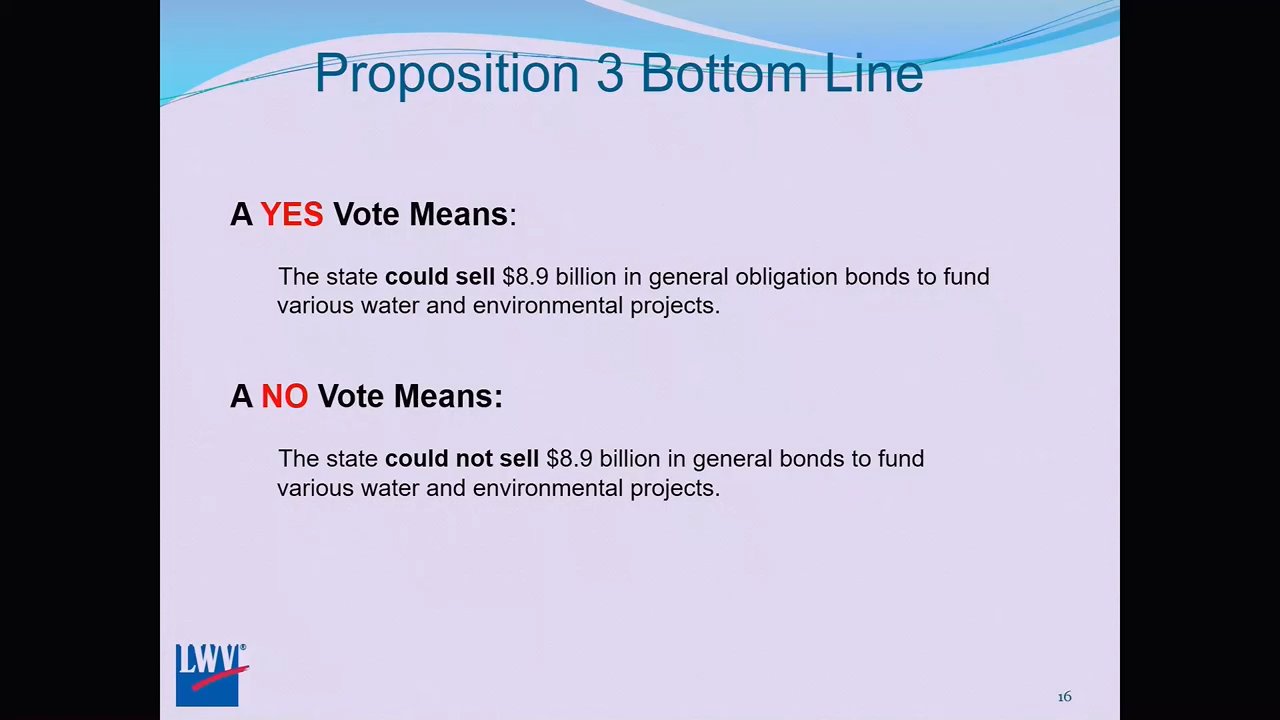 Proposition 3 Bottom Line
A YES Vote Means:
The state could sell $8.9 billion in general obligation bonds to fund
various water and environmental projects.
A NO Vote Means:
The state could not sell $8.9 billion in general bonds to fund
various water and environmental projects.
LWV®
16